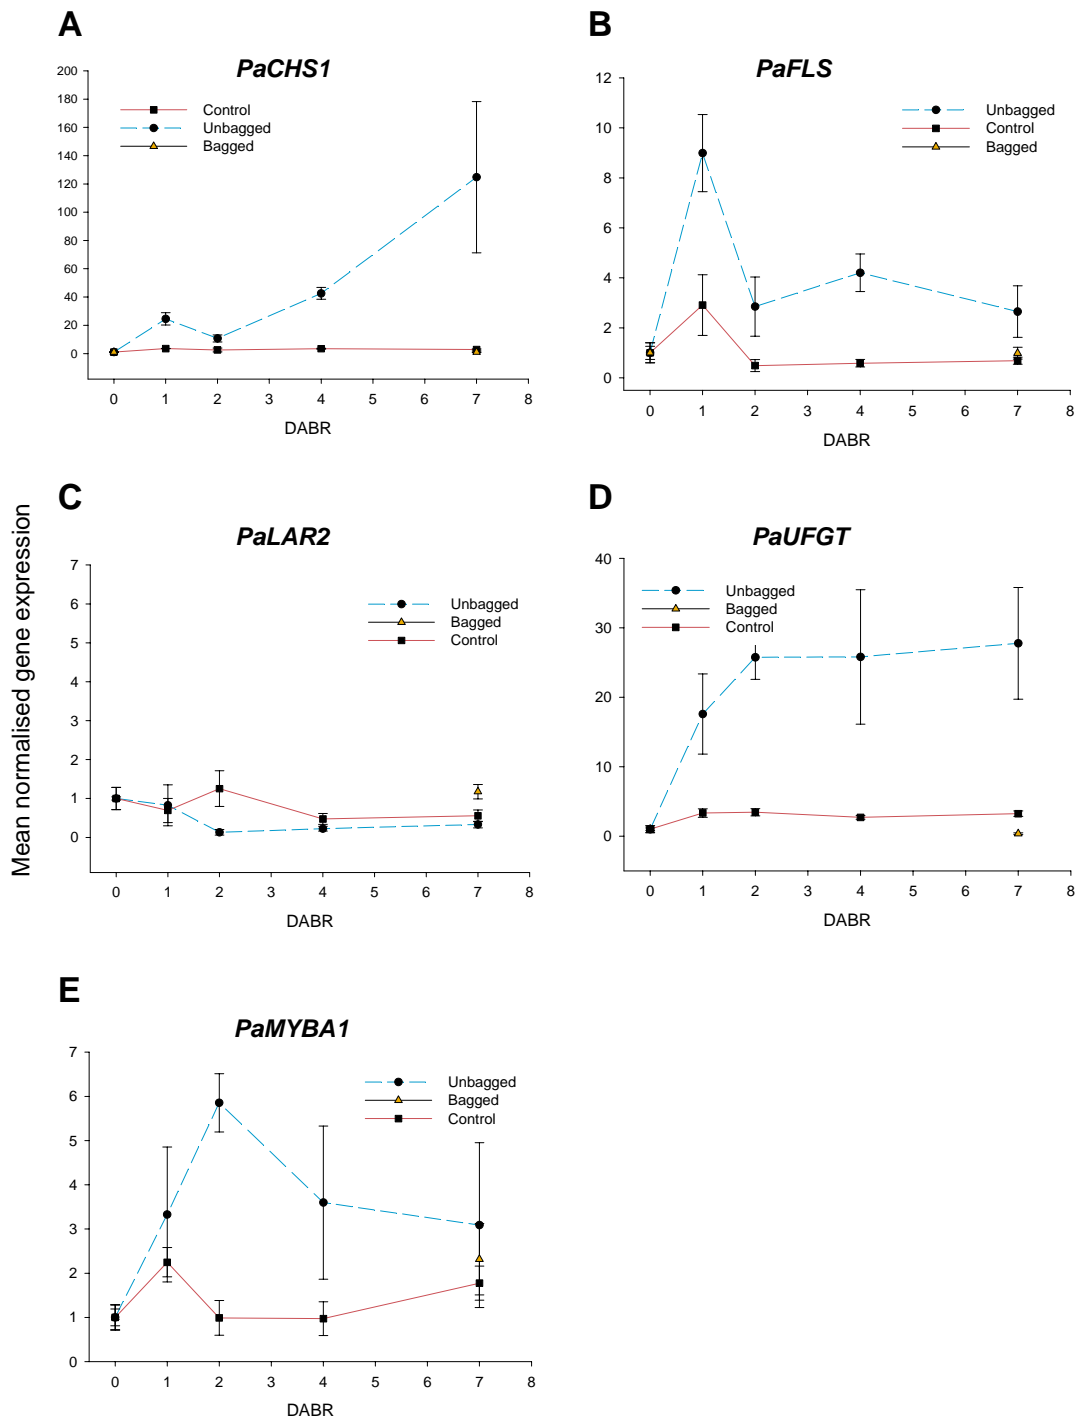 A
PaCHS1
200
180
160
140
120
100
80
60
40
20
0
Control
Unbagged
Bagged
0 1 2 3 4 5 6 7 8
DABR
B
PaFLS
12
10
8
6
4
2
0
Unbagged
Control
Bagged
0 1 2 3 4 5 6 7 8
DABR
Mean normalised gene expression
C
PaLAR2
7
6
5
4
3
2
1
0
Unbagged
Bagged
Control
0 1 2 3 4 5 6 7 8
DABR
D
PaUFGT
40
30
20
10
0
Unbagged
Bagged
Control
0 1 2 3 4 5 6 7 8
DABR
E
PaMYBA1
7
6
5
4
3
2
1
0
Unbagged
Bagged
Control
0 1 2 3 4 5 6 7 8
DABR